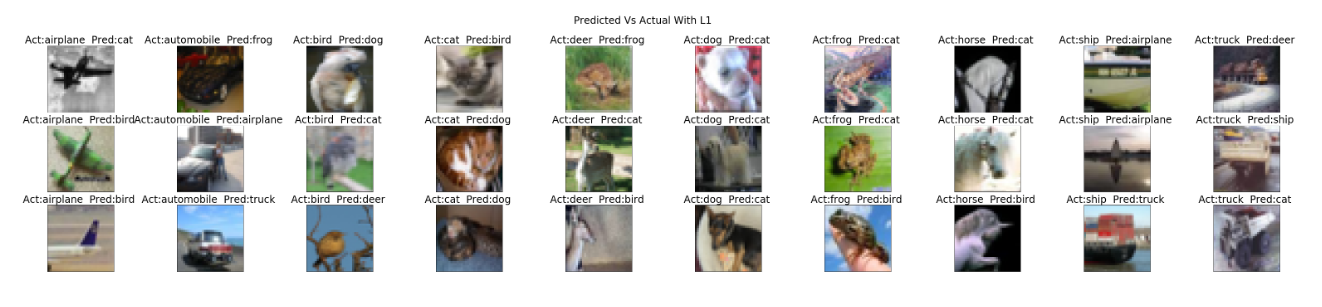 Predicted Vs Actual With L1
Act:airplane Pred:cat Act:automobile Pred:frog Act:bird Pred:dog Act:cat Pred:bird Act:deer Pred:frog Act:dog Pred:cat Act:frog Pred:cat Act:horse Pred:cat Act:ship Pred:airplane Act:truck Pred:deer
Act:airplane Pred:bird Act:automobile Pred:airplane Act:bird Pred:cat Act:cat Pred:dog Act:deer Pred:cat Act:dog Pred:cat Act:frog Pred:cat Act:horse Pred:cat Act:ship Pred:airplane Act:truck Pred:ship
Act:airplane Pred:bird Act:automobile Pred:truck Act:bird Pred:deer Act:cat Pred:dog Act:deer Pred:bird Act:dog Pred:cat Act:frog Pred:bird Act:horse Pred:bird Act:ship Pred:truck Act:truck Pred:cat